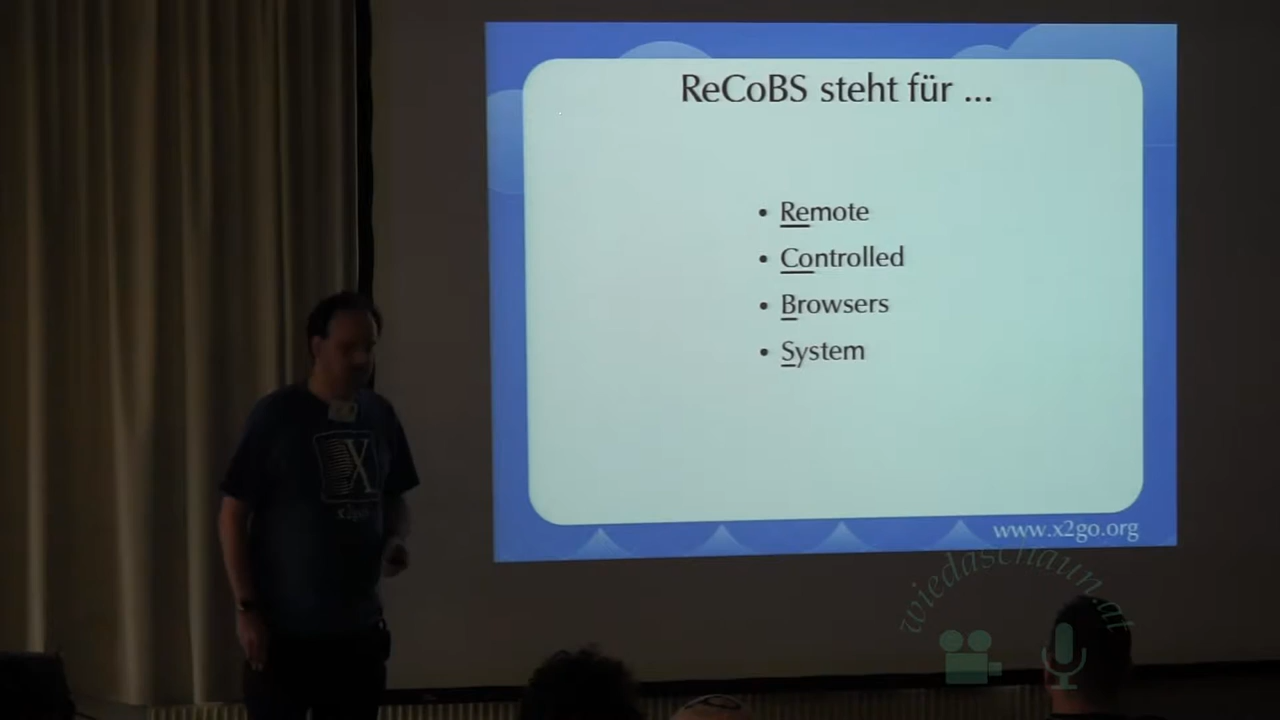 ReCoBS steht für ...
• Remote
• Controlled
• Browsers
• System
www.x2go.org
wiedaschaun.at
X